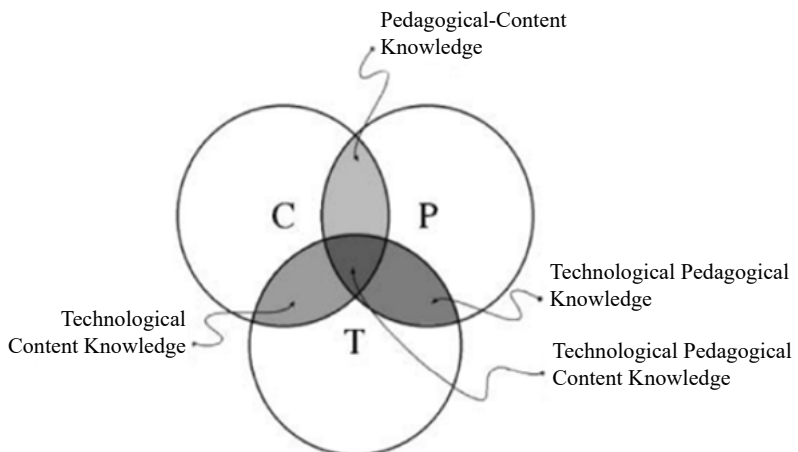 Pedagogical-Content
Knowledge
C
P
Technological Pedagogical
Knowledge
Technological
Content Knowledge
T
Technological Pedagogical
Content Knowledge